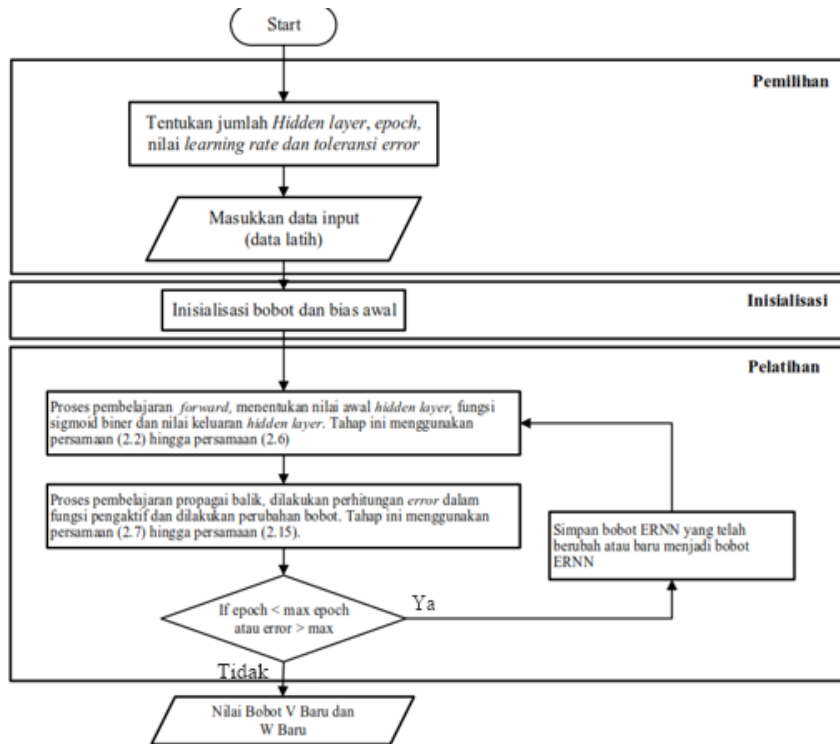 Start
Pemilihan
Tentukan jumlah Hidden layer, epoch,
nilai learning rate dan toleransi error
Masukkan data input
(data latih)
Inisialisasi
Inisialisasi bobot dan bias awal
Pelatihan
Proses pembelajaran forward, menentukan nilai awal hidden layer, fungsi
sigmoid biner dan nilai keluaran hidden layer. Tahap ini menggunakan
persamaan (2.2) hingga persamaan (2.6)
Proses pembelajaran propagai balik, dilakukan perhitungan error dalam
fungsi pengaktif dan dilakukan perubahan bobot. Tahap ini menggunakan
persamaan (2.7) hingga persamaan (2.15).
Simpan bobot ERNN yang telah
berubah atau baru menjadi bobot
ERNN
If epoch < max epoch
atau error > max
Ya
Tidak
Nilai Bobot V Baru dan
W Baru